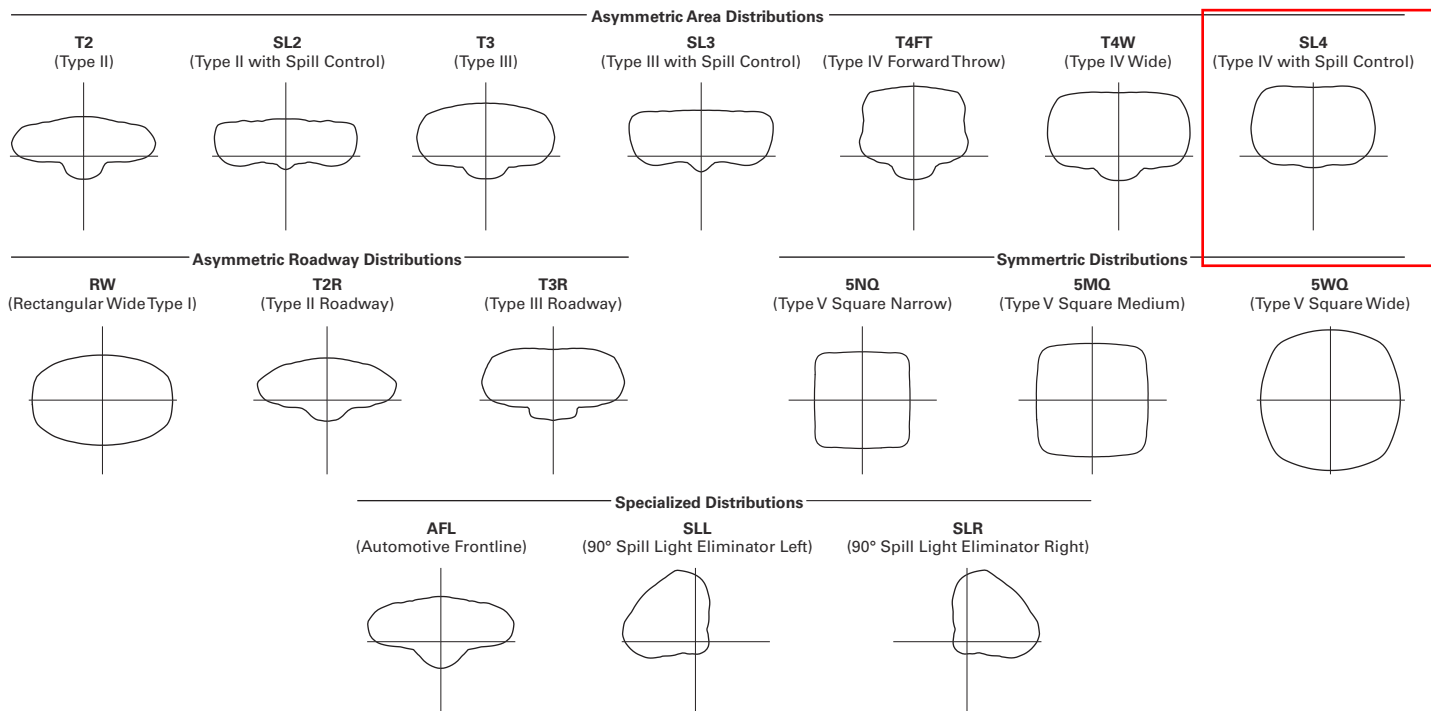 Asymmetric Area Distributions
T2
(Type II)
SL2
(Type II with Spill Control)
T3
(Type III)
SL3
(Type III with Spill Control)
T4FT
(Type IV Forward Throw)
T4W
(Type IV Wide)
SL4
(Type IV with Spill Control)
Asymmetric Roadway Distributions
RW
(Rectangular Wide Type I)
T2R
(Type II Roadway)
T3R
(Type III Roadway)
Symmertric Distributions
5NQ
(Type V Square Narrow)
5MQ
(Type V Square Medium)
5WQ
(Type V Square Wide)
Specialized Distributions
AFL
(Automotive Frontline)
SLL
(90° Spill Light Eliminator Left)
SLR
(90° Spill Light Eliminator Right)